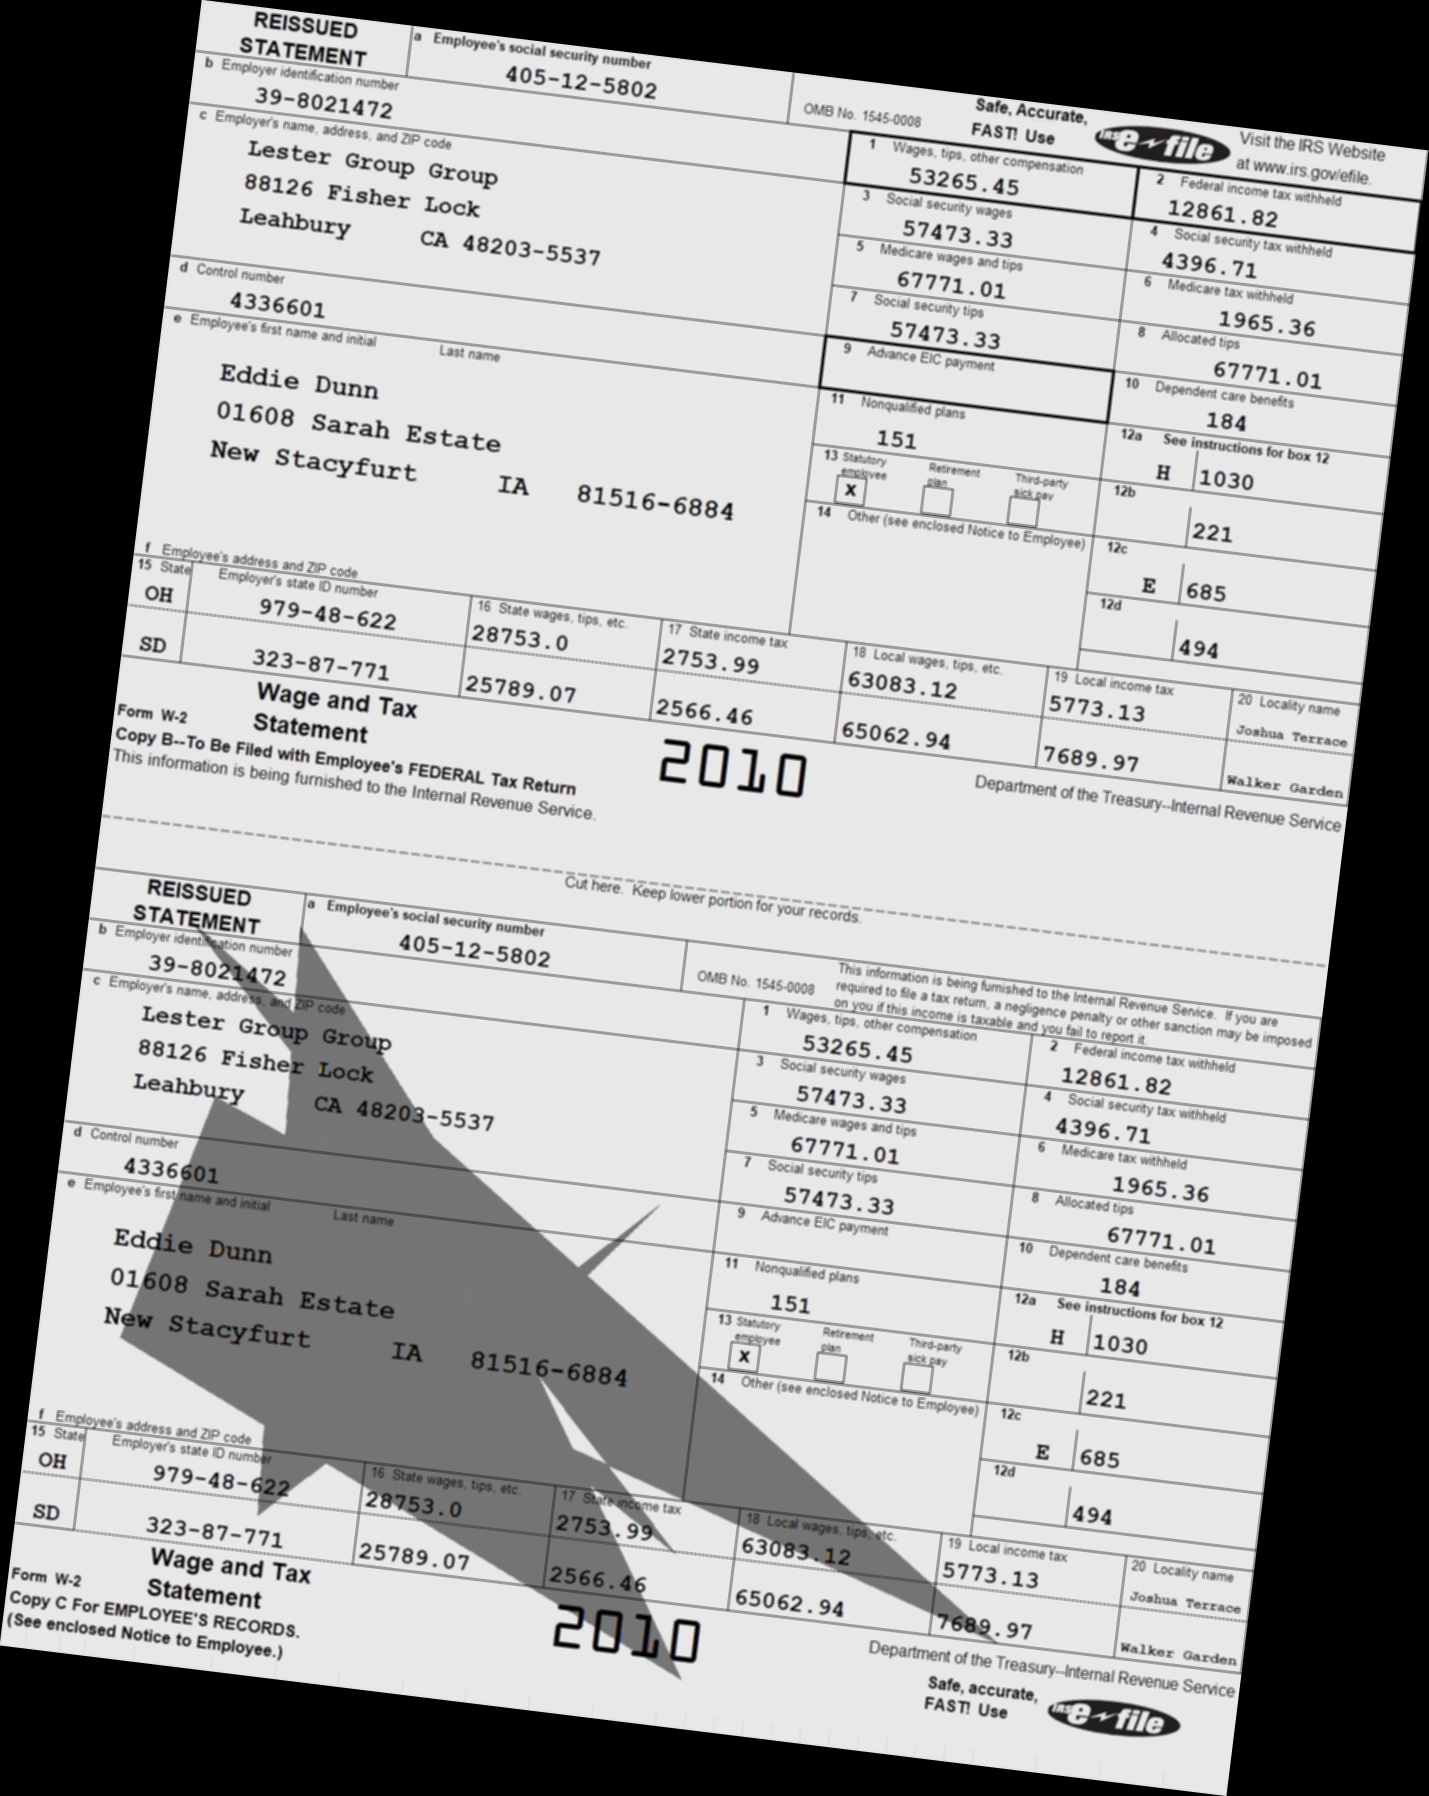 REISSUED
STATEMENT
a Employee's social security number
405-12-5802
OMB No. 1545-0008
Safe, Accurate,
FAST! Use
IRS e-file
Visit the IRS Website
at www.irs.gov/efile.
b Employer identification number
39-8021472
c Employer's name, address, and ZIP code
Lester Group Group
88126 Fisher Lock
Leahbury CA 48203-5537
1 Wages, tips, other compensation
53265.45
2 Federal income tax withheld
12861.82
3 Social security wages
57473.33
4 Social security tax withheld
4396.71
5 Medicare wages and tips
67771.01
6 Medicare tax withheld
1965.36
d Control number
4336601
7 Social security tips
57473.33
8 Allocated tips
67771.01
e Employee's first name and initial Last name
Eddie Dunn
01608 Sarah Estate
New Stacyfurt IA 81516-6884
9 Advance EIC payment
10 Dependent care benefits
184
11 Nonqualified plans
151
12a See instructions for box 12
H 1030
13 Statutory employee Retirement plan Third-party sick pay
X
12b
221
14 Other (see enclosed Notice to Employee)
12c
E 685
12d
494
f Employee's address and ZIP code
15 State Employer's state ID number
16 State wages, tips, etc.
17 State income tax
18 Local wages, tips, etc.
19 Local income tax
20 Locality name
OH 979-48-622 28753.0 2753.99 63083.12 5773.13 Joshua Terrace
SD 323-87-771 25789.07 2566.46 65062.94 7689.97 Walker Garden
Wage and Tax
Statement
Form W-2
2010
Copy B--To Be Filed with Employee's FEDERAL Tax Return
This information is being furnished to the Internal Revenue Service.
Department of the Treasury--Internal Revenue Service
Cut here. Keep lower portion for your records.
REISSUED
STATEMENT
a Employee's social security number
405-12-5802
OMB No. 1545-0008
This information is being furnished to the Internal Revenue Service. If you are
required to file a tax return, a negligence penalty or other sanction may be imposed
on you if this income is taxable and you fail to report it.
b Employer identification number
39-8021472
c Employer's name, address, and ZIP code
Lester Group Group
88126 Fisher Lock
Leahbury CA 48203-5537
1 Wages, tips, other compensation
53265.45
2 Federal income tax withheld
12861.82
3 Social security wages
57473.33
4 Social security tax withheld
4396.71
5 Medicare wages and tips
67771.01
6 Medicare tax withheld
1965.36
d Control number
4336601
7 Social security tips
57473.33
8 Allocated tips
67771.01
e Employee's first name and initial Last name
Eddie Dunn
01608 Sarah Estate
New Stacyfurt IA 81516-6884
9 Advance EIC payment
10 Dependent care benefits
184
11 Nonqualified plans
151
12a See instructions for box 12
H 1030
13 Statutory employee Retirement plan Third-party sick pay
X
12b
221
14 Other (see enclosed Notice to Employee)
12c
E 685
12d
494
f Employee's address and ZIP code
15 State Employer's state ID number
16 State wages, tips, etc.
17 State income tax
18 Local wages, tips, etc.
19 Local income tax
20 Locality name
OH 979-48-622 28753.0 2753.99 63083.12 5773.13 Joshua Terrace
SD 323-87-771 25789.07 2566.46 65062.94 7689.97 Walker Garden
Wage and Tax
Statement
Form W-2
2010
Copy C For EMPLOYEE'S RECORDS.
(See enclosed Notice to Employee.)
Department of the Treasury--Internal Revenue Service
Safe, accurate,
FAST! Use
IRS e-file